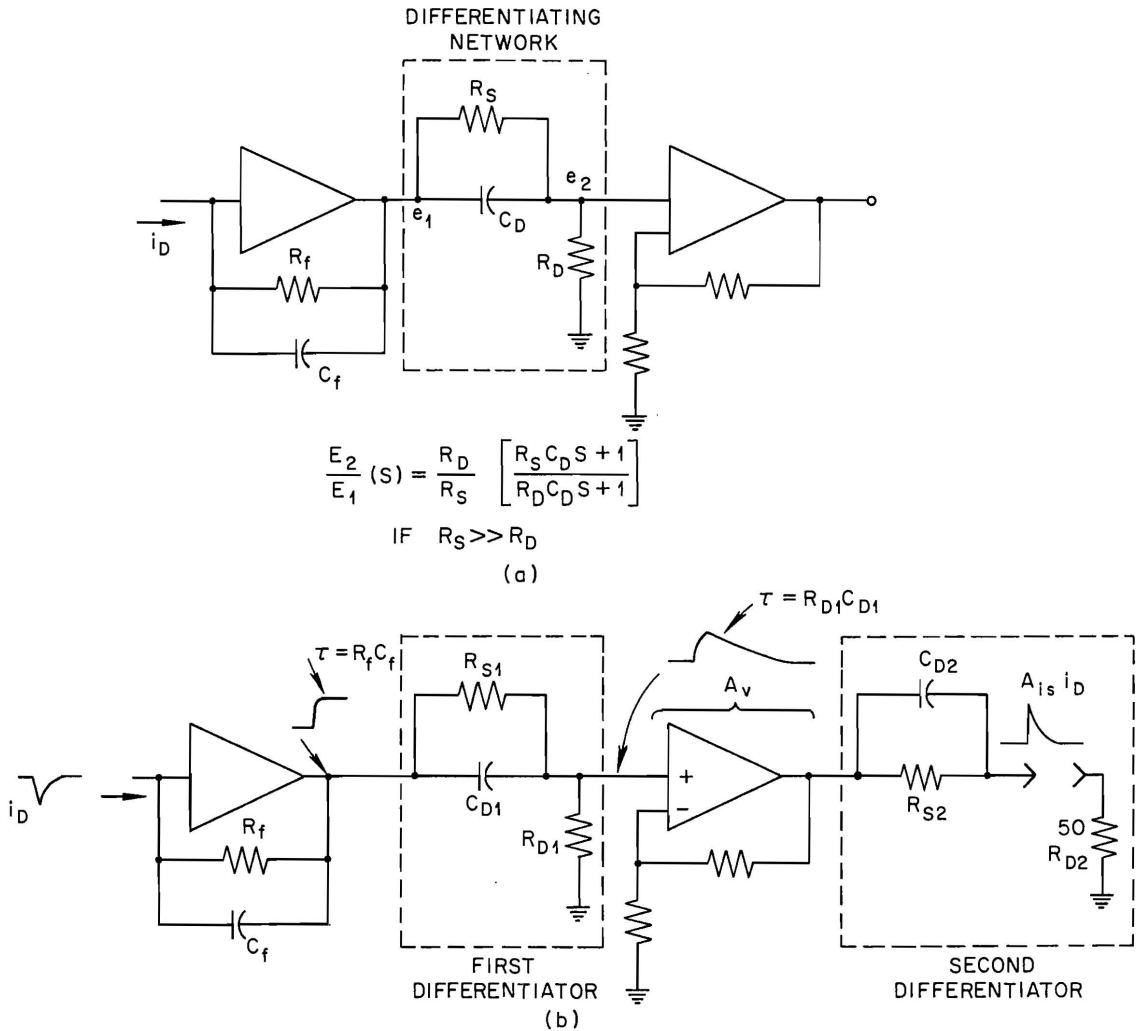 DIFFERENTIATING
NETWORK
R_S
e_1
C_D
e_2
R_D
i_D
R_f
C_f
E_2/E_1 (S) = R_D/R_S [R_S C_D S + 1 / R_D C_D S + 1]
IF R_S >> R_D
(a)
τ = R_f C_f
R_S1
τ = R_D1 C_D1
A_v
C_D2
A_is i_D
i_D
C_D1
+
−
R_S2
R_f
R_D1
50
R_D2
C_f
FIRST
DIFFERENTIATOR
SECOND
DIFFERENTIATOR
(b)